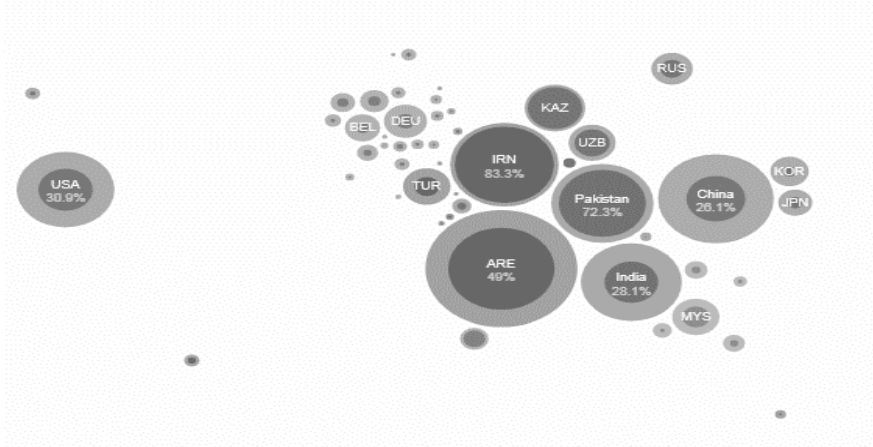 RUS
KAZ
BEL
DEU
UZB
IRN
83.3%
KOR
USA
30.9%
TUR
Pakistan
72.3%
China
26.1%
JPN
ARE
49%
India
28.1%
MYS